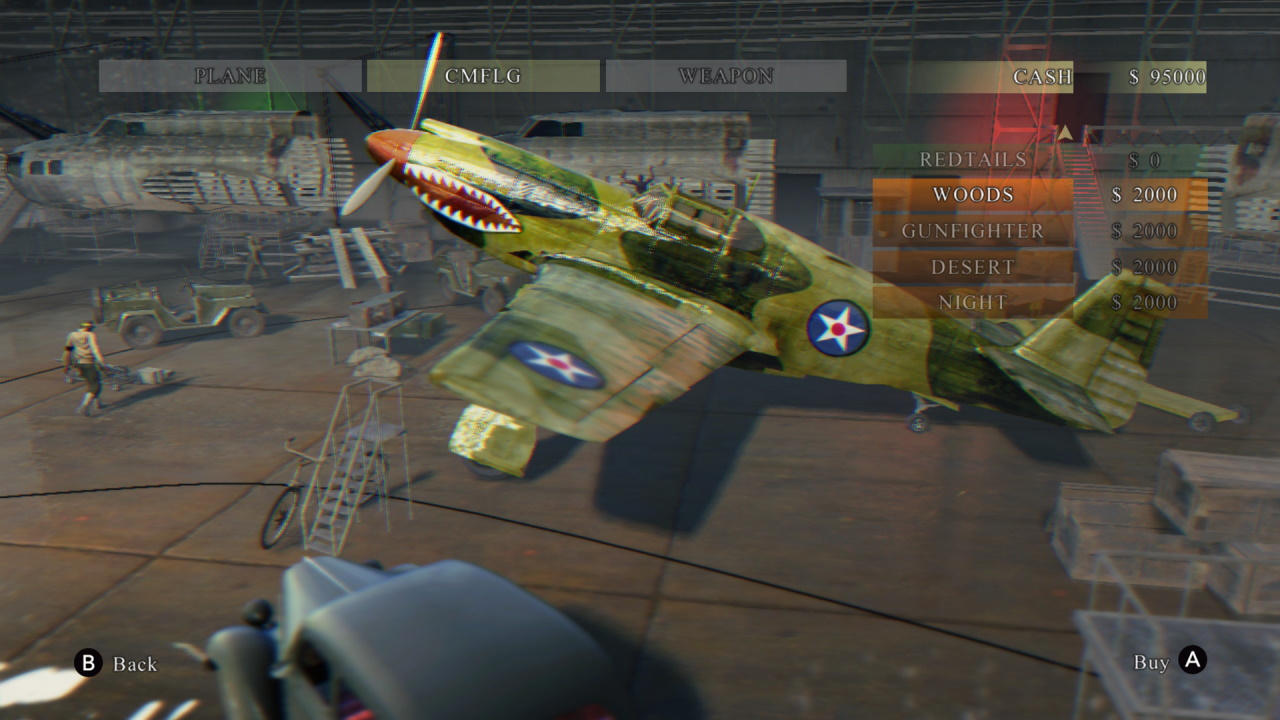 PLANE CMFLG WEAPON CASH $ 95000
REDTAILS $ 0
WOODS $ 2000
GUNFIGHTER $ 2000
DESERT $ 2000
NIGHT $ 2000
B Back Buy A